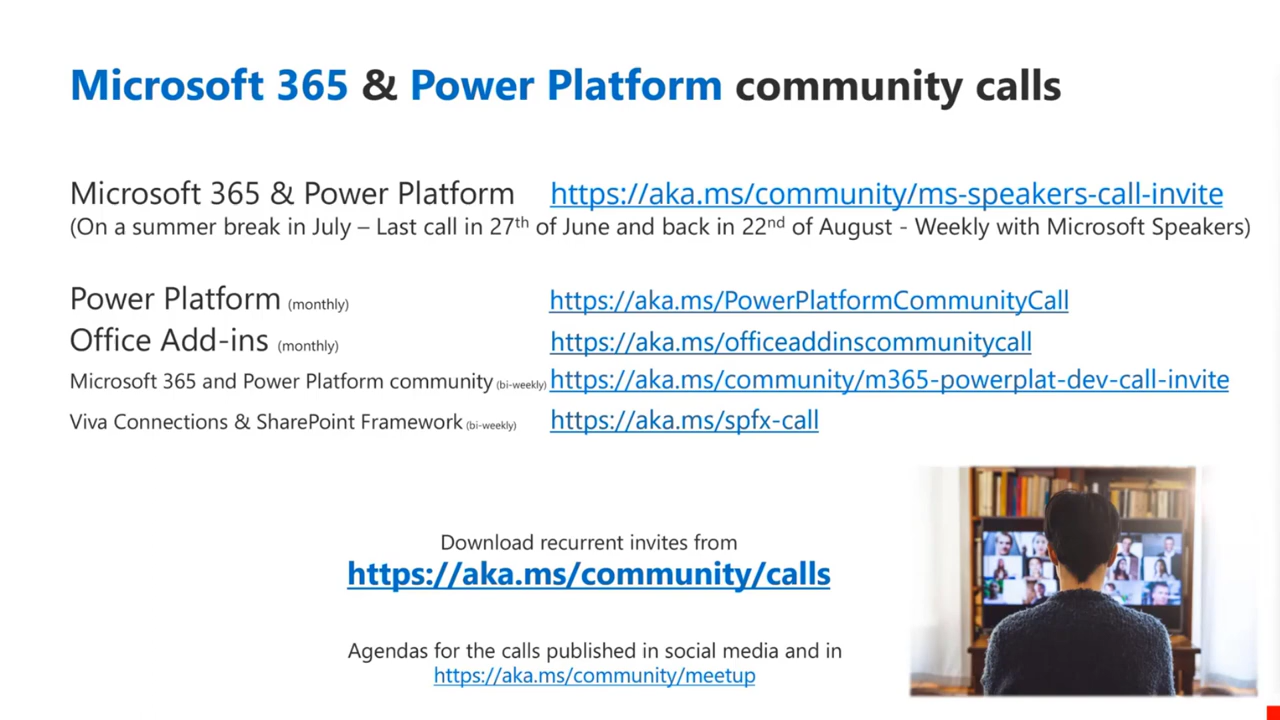 Microsoft 365 & Power Platform community calls
Microsoft 365 & Power Platform https://aka.ms/community/ms-speakers-call-invite
(On a summer break in July – Last call in 27th of June and back in 22nd of August - Weekly with Microsoft Speakers)
Power Platform (monthly) https://aka.ms/PowerPlatformCommunityCall
Office Add-ins (monthly) https://aka.ms/officeaddinscommunitycall
Microsoft 365 and Power Platform community (bi-weekly) https://aka.ms/community/m365-powerplat-dev-call-invite
Viva Connections & SharePoint Framework (bi-weekly) https://aka.ms/spfx-call
Download recurrent invites from
https://aka.ms/community/calls
Agendas for the calls published in social media and in
https://aka.ms/community/meetup